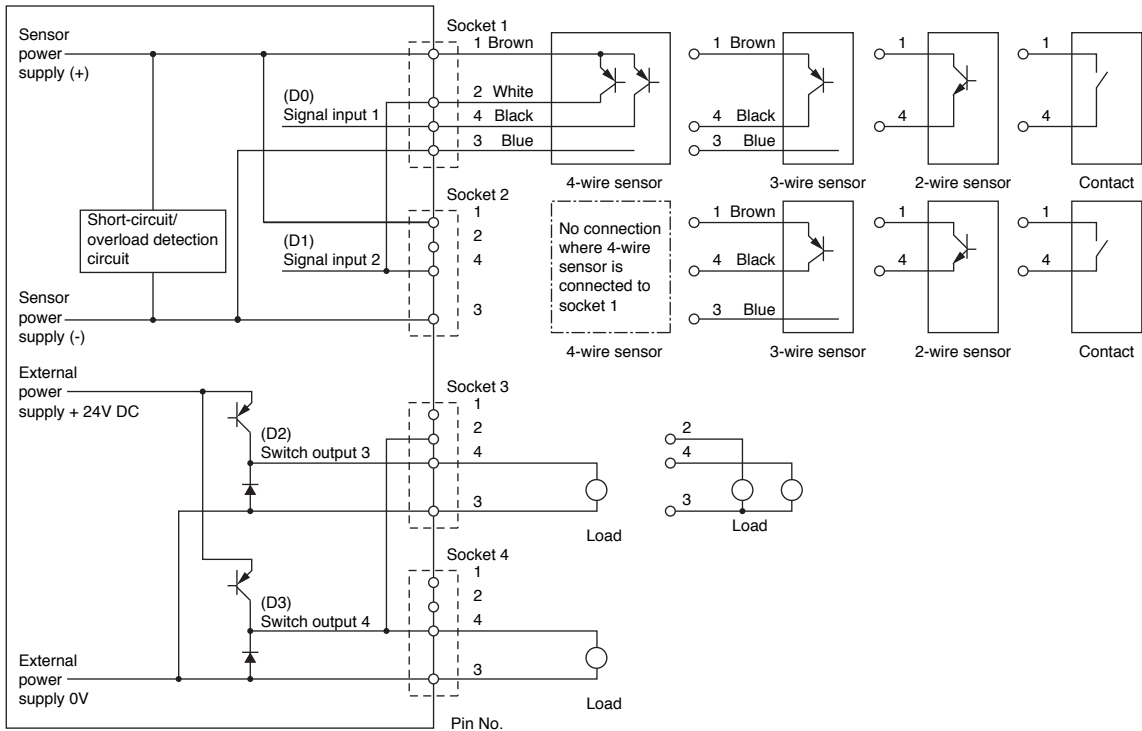 Socket 1
Sensor
power
supply (+)
1 Brown
1 Brown
1
1
(D0)
Signal input 1
2 White
4 Black
3 Blue
4 Black
3 Blue
4
4
4-wire sensor
3-wire sensor
2-wire sensor
Contact
Socket 2
1
2
4
3
Short-circuit/
overload detection
circuit
(D1)
Signal input 2
No connection
where 4-wire
sensor is
connected to
socket 1
1 Brown
4 Black
3 Blue
1
4
1
4
Sensor
power
supply (-)
4-wire sensor
3-wire sensor
2-wire sensor
Contact
External
power
supply + 24V DC
Socket 3
1
2
4
3
(D2)
Switch output 3
Load
2
4
3
Load
Socket 4
1
2
4
3
(D3)
Switch output 4
Load
External
power
supply 0V
Pin No.